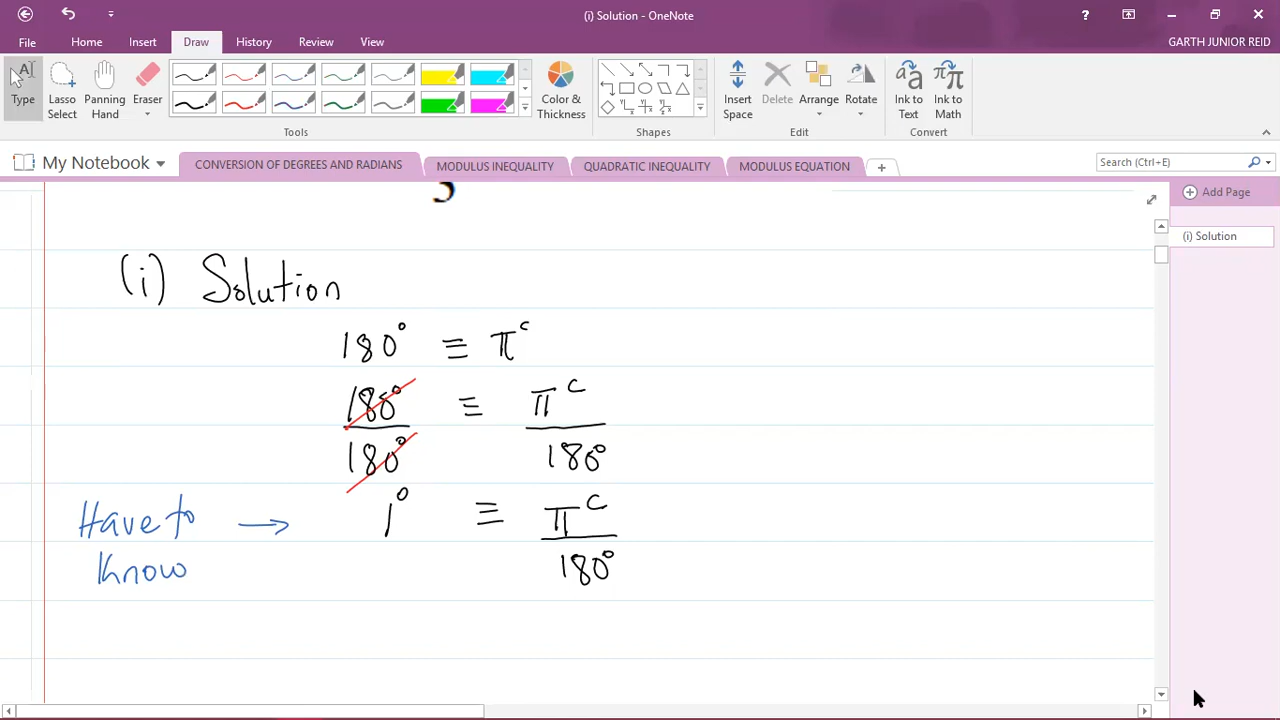 (i) Solution - OneNote
?
GARTH JUNIOR REID
File Home Insert Draw History Review View
Type
Lasso Select
Panning Hand
Eraser
Color & Thickness
Insert Space
Delete
Arrange
Rotate
Ink to Text
Ink to Math
Tools
Shapes
Edit
Convert
My Notebook
CONVERSION OF DEGREES AND RADIANS
MODULUS INEQUALITY
QUADRATIC INEQUALITY
MODULUS EQUATION
Search (Ctrl+E)
Add Page
(i) Solution
(i) Solution
180° ≡ π^c
180° ≡ π^c
180° 180°
Have to → 1° ≡ π^c
Know 180°